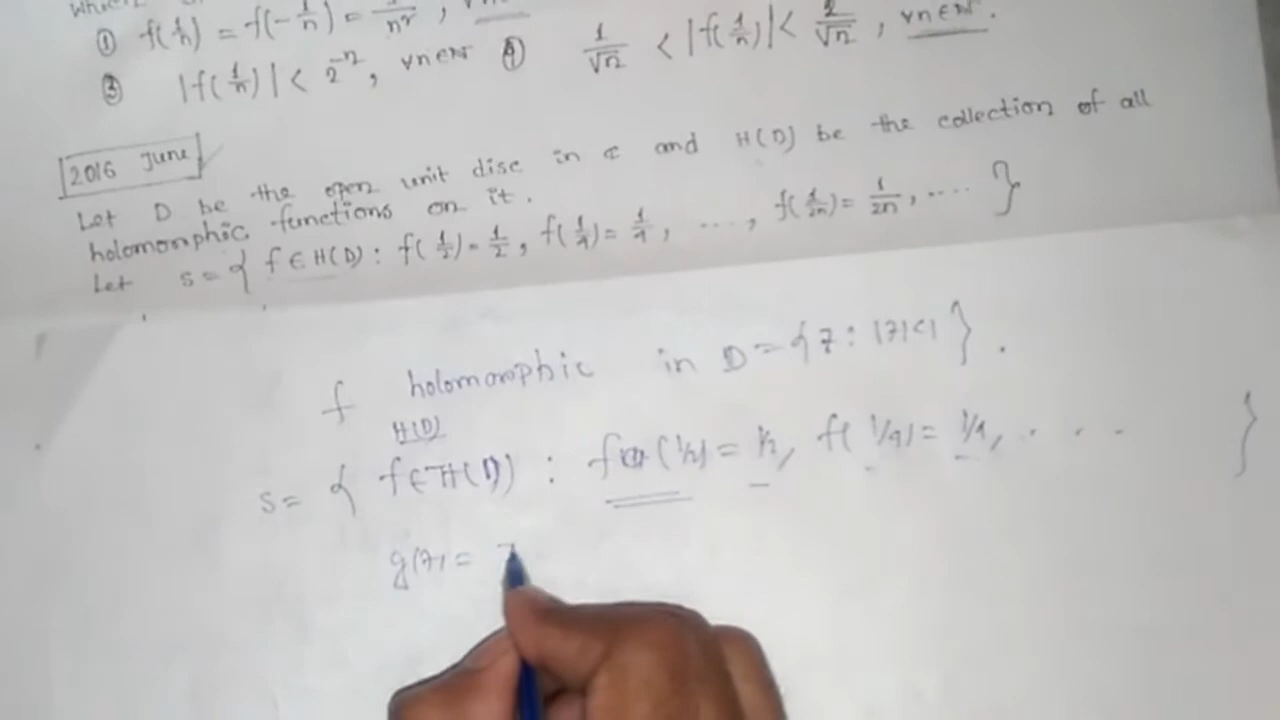 ① f(1/n) = f(-1/n) = 1/n²,
③ |f(1/n)| < 2⁻ⁿ, ∀n∈ℕ ④ 1/√n < |f(1/n)| < 2/√n, ∀n∈ℕ.
2016 June
Let D be the open unit disc in ℂ and H(D) be the collection of all
holomorphic functions on it.
Let S = { f∈H(D) : f(1/2) = 1/2, f(1/4) = 1/4, ...., f(1/2n) = 1/2n, .... }
f holomorphic in D = { z : |z|<1 }.
H(D)
S = { f∈H(D) : f(1/2) = 1/2, f(1/4) = 1/4, . . . . }
g(z) =